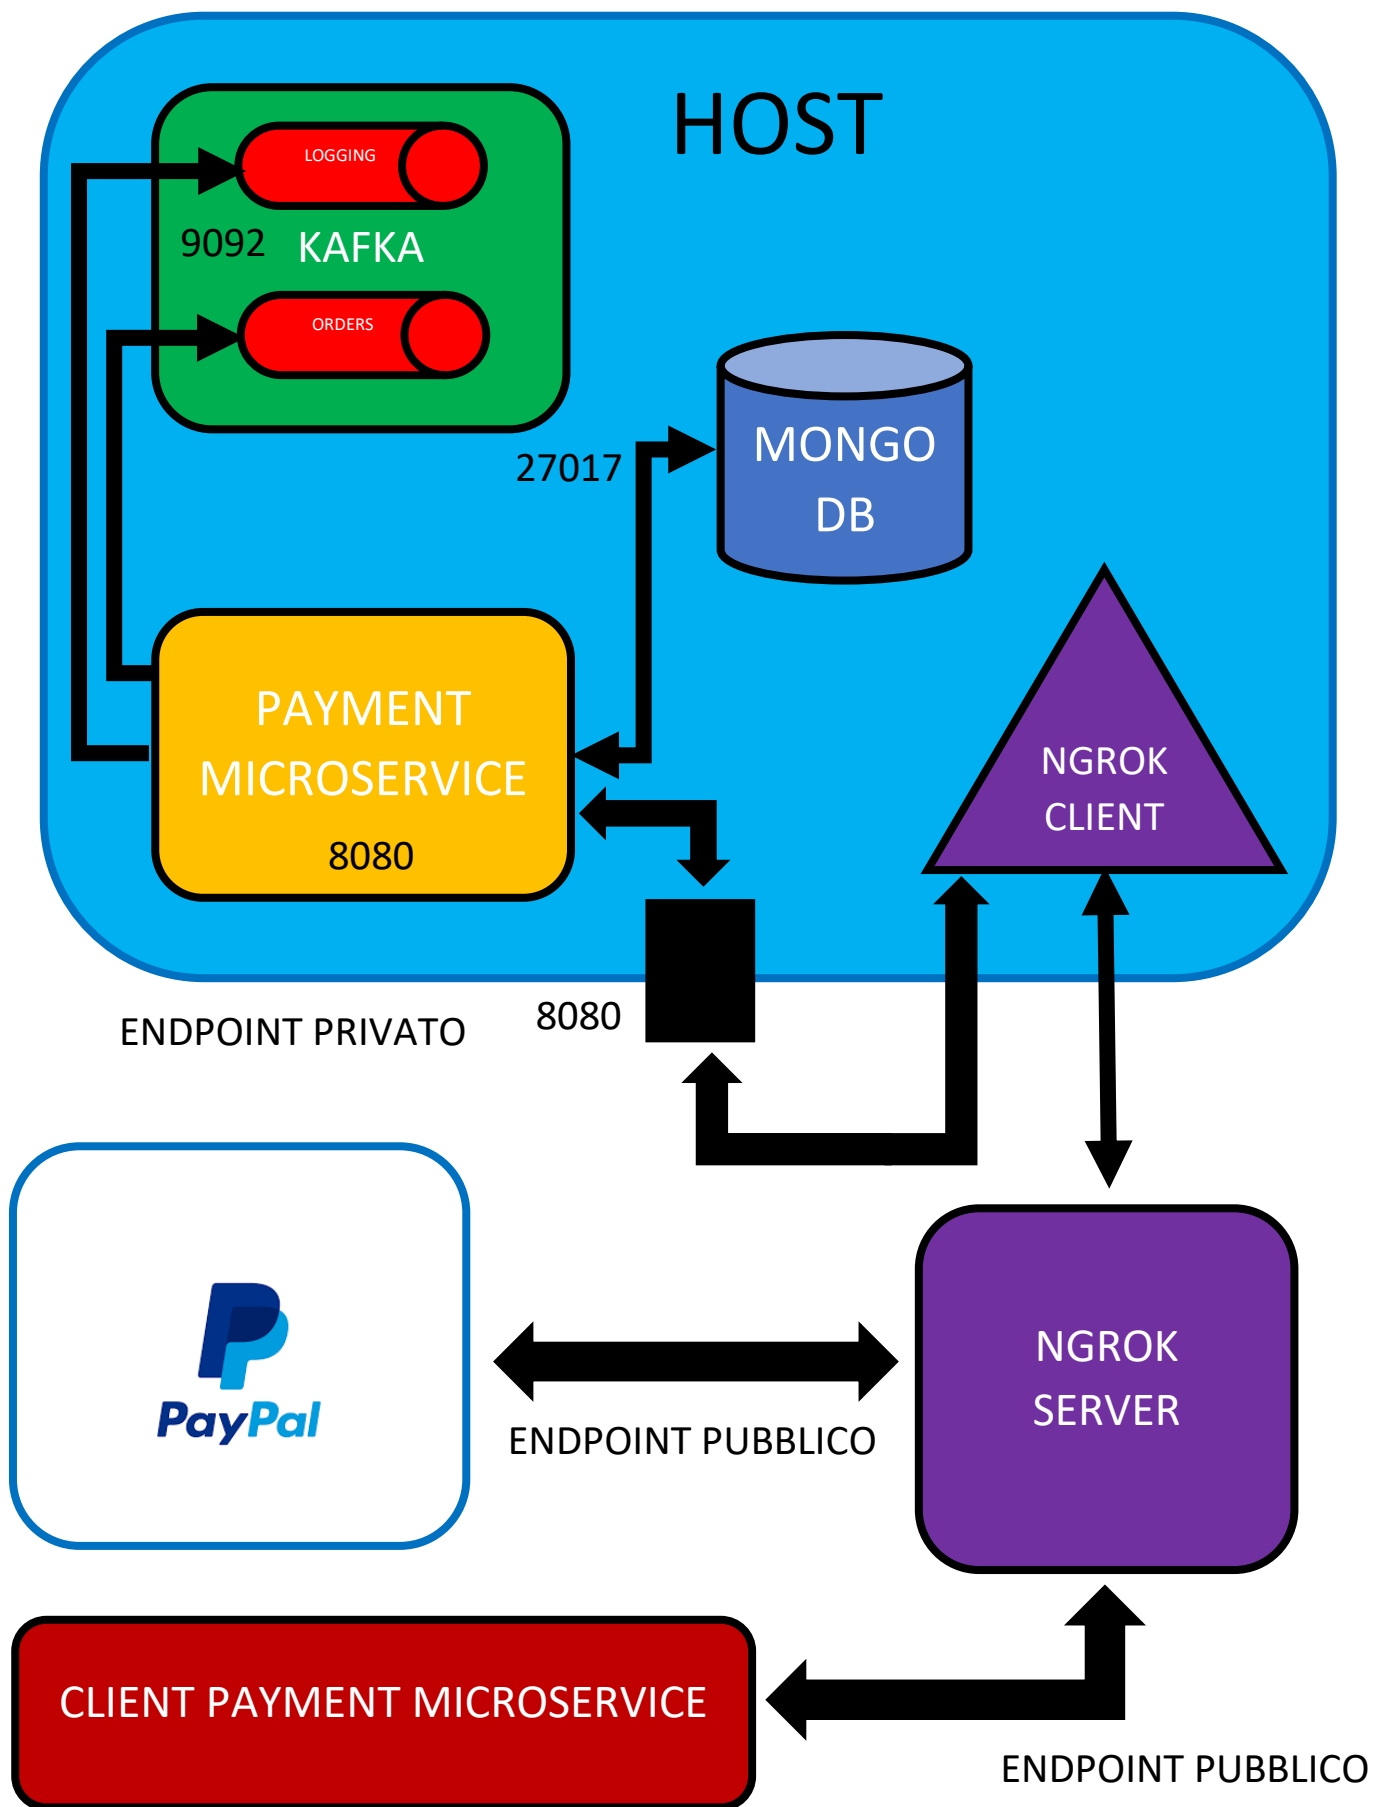 HOST
LOGGING
9092
KAFKA
ORDERS
27017
MONGO
DB
PAYMENT
MICROSERVICE
8080
NGROK
CLIENT
8080
ENDPOINT PRIVATO
PayPal
NGROK
SERVER
ENDPOINT PUBBLICO
CLIENT PAYMENT MICROSERVICE
ENDPOINT PUBBLICO